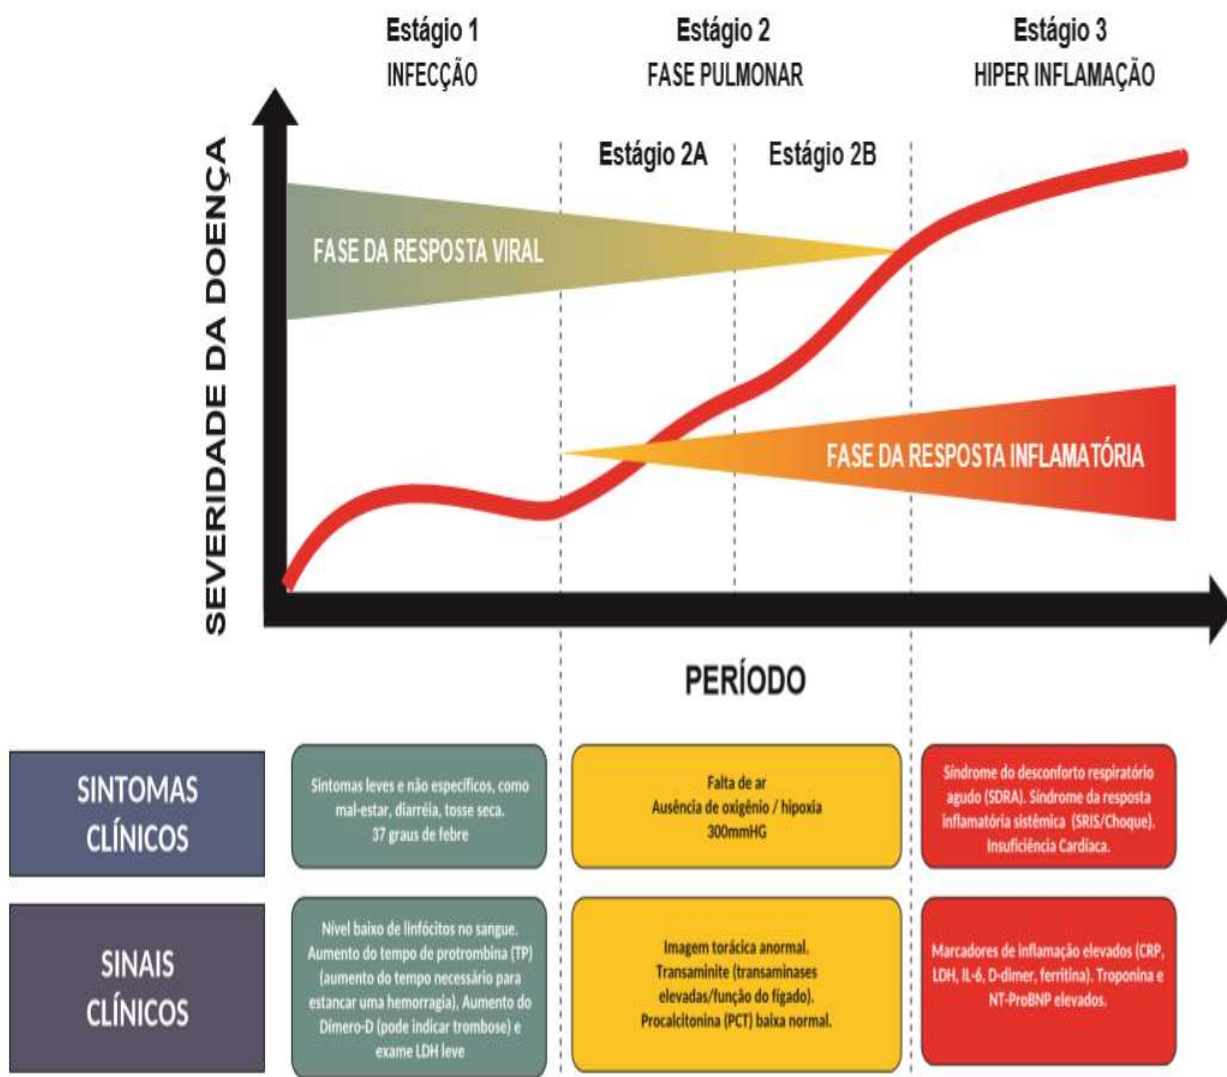 Estágio 1
INFECÇÃO
Estágio 2
FASE PULMONAR
Estágio 3
HIPER INFLAMAÇÃO
Estágio 2A
Estágio 2B
SEVERIDADE DA DOENÇA
FASE DA RESPOSTA VIRAL
FASE DA RESPOSTA INFLAMATÓRIA
PERÍODO
SINTOMAS
CLÍNICOS
Sintomas leves e não específicos, como
mal-estar, diarréia, tosse seca.
37 graus de febre
Falta de ar
Ausência de oxigênio / hipoxia
300mmHG
Síndrome do desconforto respiratório
agudo (SDRA). Síndrome da resposta
inflamatória sistêmica (SRIS/Choque).
Insuficiência Cardíaca.
SINAIS
CLÍNICOS
Nível baixo de linfócitos no sangue.
Aumento do tempo de protrombina (TP)
(aumento do tempo necessário para
estancar uma hemorragia), Aumento do
Dímero-D (pode indicar trombose) e
exame LDH leve
Imagem torácica anormal.
Transaminite (transaminases
elevadas/função do fígado).
Procalcitonina (PCT) baixa normal.
Marcadores de inflamação elevados (CRP,
LDH, IL-6, D-dimer, ferritina). Troponina e
NT-ProBNP elevados.